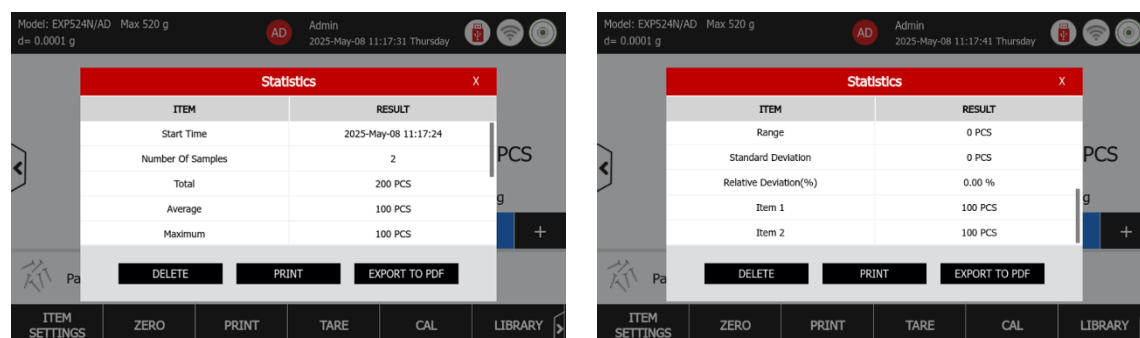 Model: EXP524N/AD Max 520 g
d= 0.0001 g
AD
Admin
2025-May-08 11:17:31 Thursday
Statistics X
ITEM RESULT
Start Time 2025-May-08 11:17:24
Number Of Samples 2
Total 200 PCS
Average 100 PCS
Maximum 100 PCS
DELETE PRINT EXPORT TO PDF
PCS
g
+
Pa
ITEM SETTINGS ZERO PRINT TARE CAL LIBRARY
Model: EXP524N/AD Max 520 g
d= 0.0001 g
AD
Admin
2025-May-08 11:17:41 Thursday
Statistics X
ITEM RESULT
Range 0 PCS
Standard Deviation 0 PCS
Relative Deviation(%) 0.00 %
Item 1 100 PCS
Item 2 100 PCS
DELETE PRINT EXPORT TO PDF
PCS
g
+
Pa
ITEM SETTINGS ZERO PRINT TARE CAL LIBRARY